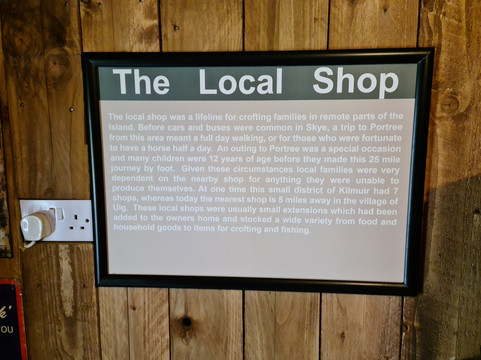 The Local Shop
The local shop was a lifeline for crofting families in remote parts of the
Island. Before cars and buses were common in Skye, a trip to Portree
from this area meant a full day walking, or for those who were fortunate
to have a horse half a day. An outing to Portree was a special occasion
and many children were 12 years of age before they made this 25 mile
journey by foot. Given these circumstances local families were very
dependent on the nearby shop for anything they were unable to
produce themselves. At one time this small district of Kilmuir had 7
shops, whereas today the nearest shop is 5 miles away in the village of
Uig. These local shops were usually small extensions which had been
added to the owners home and stocked a wide variety from food and
household goods to items for crofting and fishing.
YOU